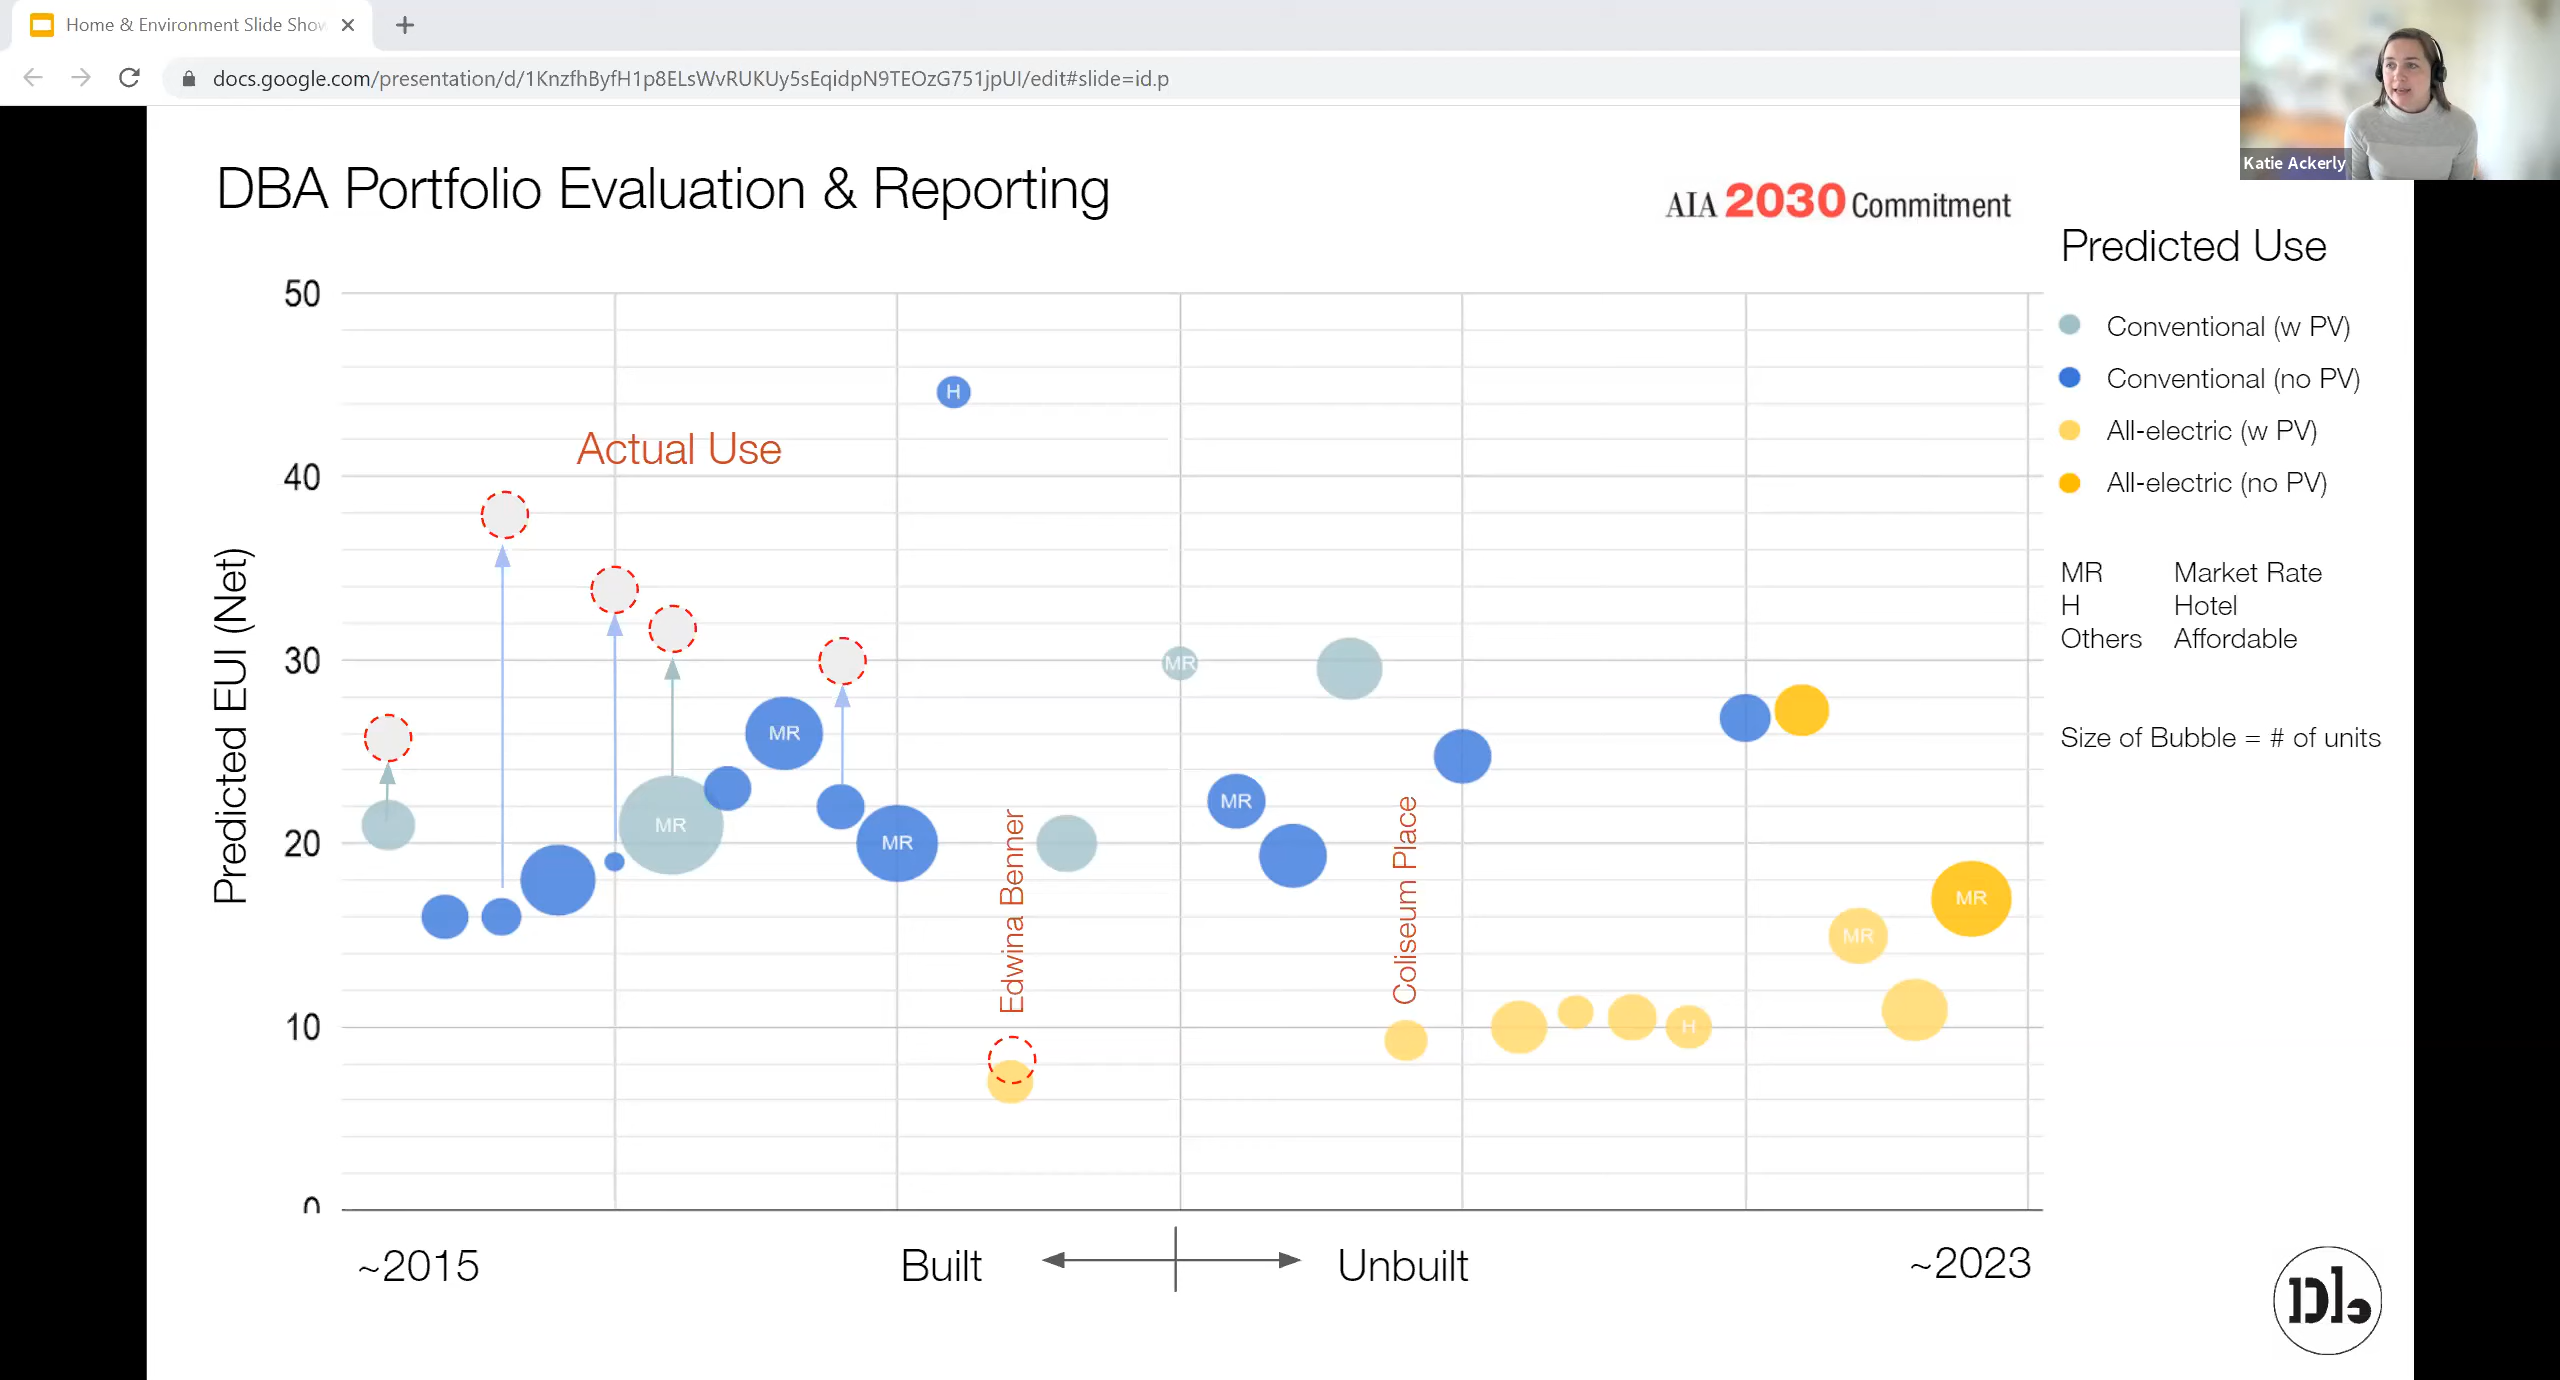 Home & Environment Slide Show
docs.google.com/presentation/d/1KnzfhByfH1p8ELsWvRUKUy5sEqidpN9TEOzG751jpUI/edit#slide=id.p
Katie Ackerly
DBA Portfolio Evaluation & Reporting
AIA 2030 Commitment
Predicted Use
Conventional (w PV)
Conventional (no PV)
All-electric (w PV)
All-electric (no PV)
MR Market Rate
H Hotel
Others Affordable
Size of Bubble = # of units
Predicted EUI (Net)
50
40
30
20
10
0
Actual Use
H
MR
MR
MR
MR
MR
H
MR
MR
Edwina Benner
Coliseum Place
~2015
Built
Unbuilt
~2023
Db